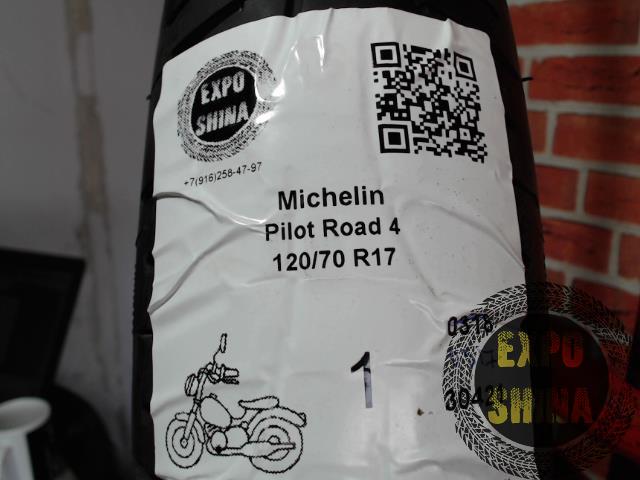 EXPO
SHINA
+7(916)258-47-97
Michelin
Pilot Road 4
120/70 R17
1
EXPO
SHINA